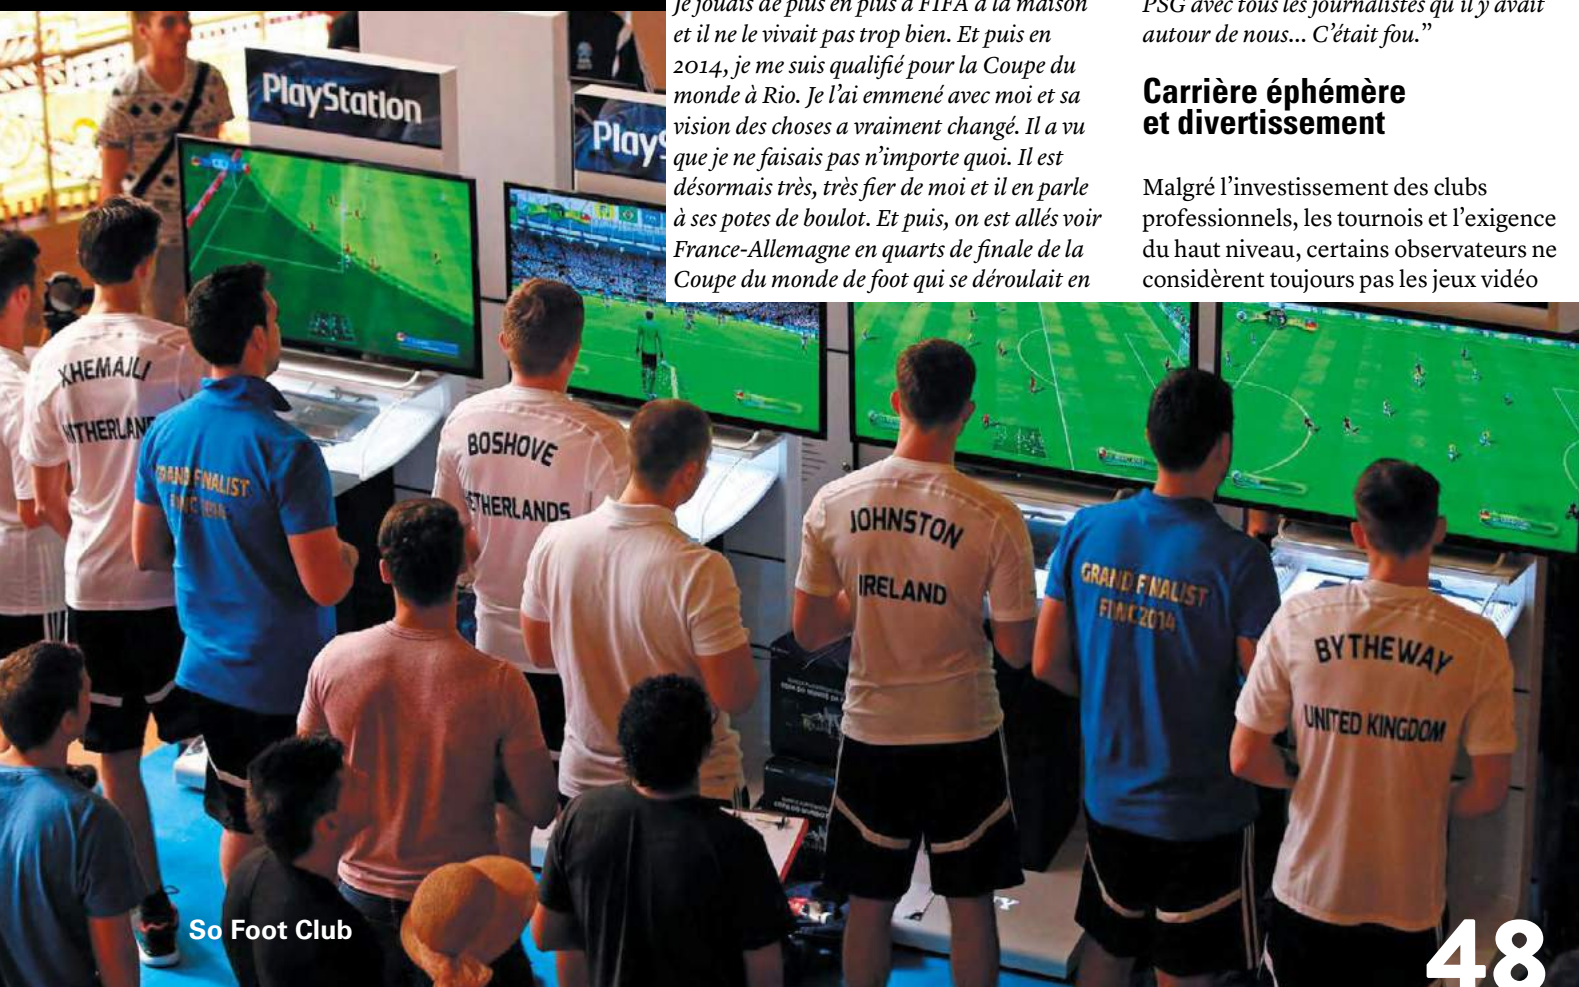 PlayStation
Je jouais de plus en plus à FIFA à la maison
et il ne le vivait pas trop bien. Et puis en
2014, je me suis qualifié pour la Coupe du
monde à Rio. Je l’ai emmené avec moi et sa
vision des choses a vraiment changé. Il a vu
que je ne faisais pas n’importe quoi. Il est
désormais très, très fier de moi et il en parle
à ses potes de boulot. Et puis, on est allés voir
France-Allemagne en quarts de finale de la
Coupe du monde de foot qui se déroulait en
PSG avec tous les journalistes qu’il y avait
autour de nous… C’était fou.”
Carrière éphémère
et divertissement
Malgré l’investissement des clubs
professionnels, les tournois et l’exigence
du haut niveau, certains observateurs ne
considèrent toujours pas les jeux vidéo
PlayS
XHEMAJLI
GRAND FINALIST
BOSHOVE
ETHERLANDS
JOHNSTON
IRELAND
GRAND FINALIST
FIWC2014
BYTHEWAY
UNITED KINGDOM
So Foot Club
48